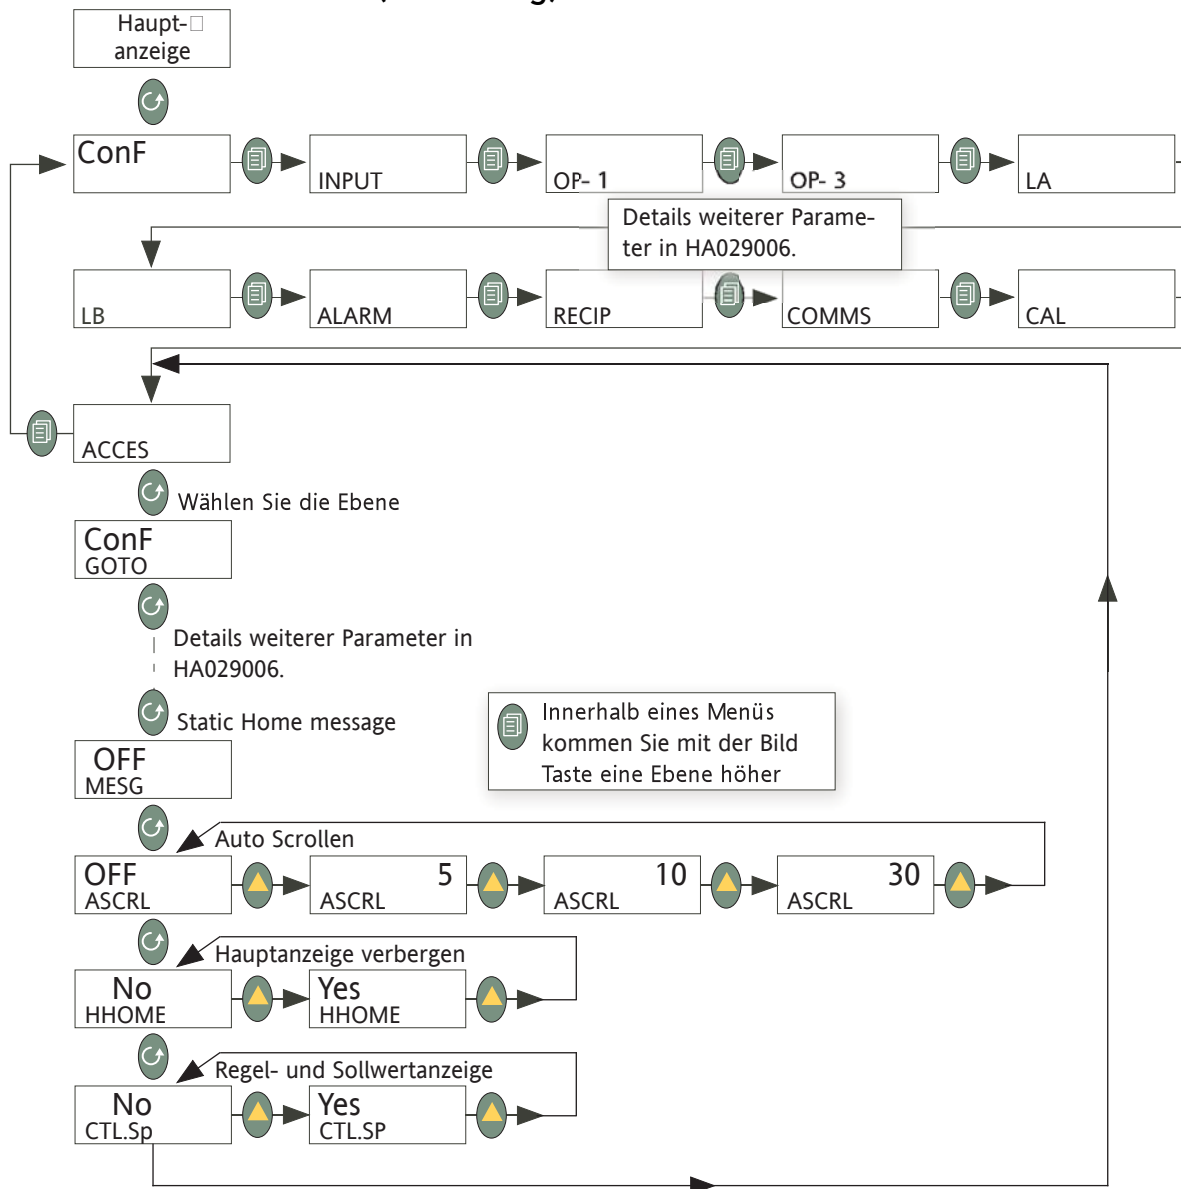 Haupt-
anzeige
ConF
INPUT
OP- 1
OP- 3
LA
Details weiterer Parame-
ter in HA029006.
LB
ALARM
RECIP
COMMS
CAL
ACCES
Wählen Sie die Ebene
ConF
GOTO
Details weiterer Parameter in
HA029006.
Static Home message
OFF
MESG
Innerhalb eines Menüs
kommen Sie mit der Bild
Taste eine Ebene höher
Auto Scrollen
OFF
ASCRL
5
ASCRL
10
ASCRL
30
ASCRL
Hauptanzeige verbergen
No
HHOME
Yes
HHOME
Regel- und Sollwertanzeige
No
CTL.Sp
Yes
CTL.SP